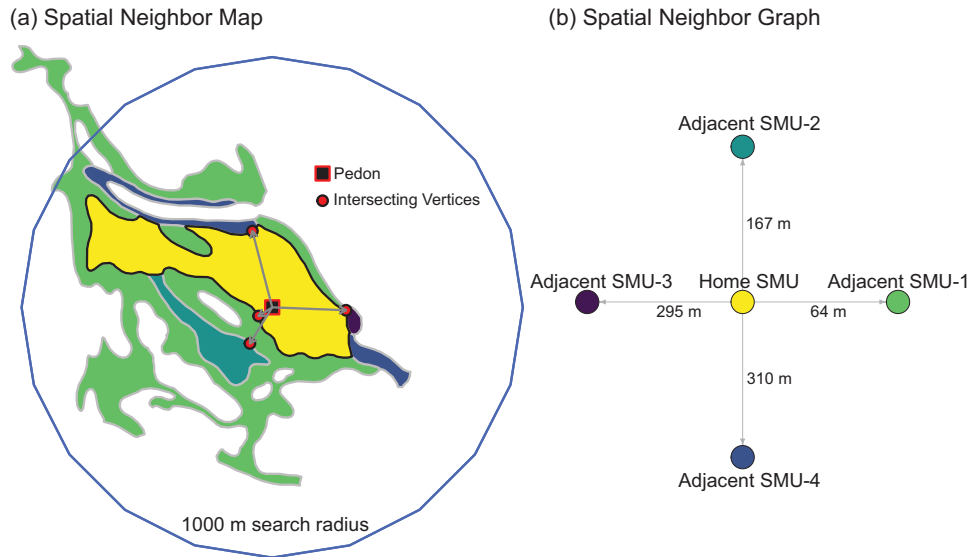 (a) Spatial Neighbor Map
Pedon
Intersecting Vertices
1000 m search radius
(b) Spatial Neighbor Graph
Adjacent SMU-2
167 m
Adjacent SMU-3
Home SMU
Adjacent SMU-1
295 m
64 m
310 m
Adjacent SMU-4